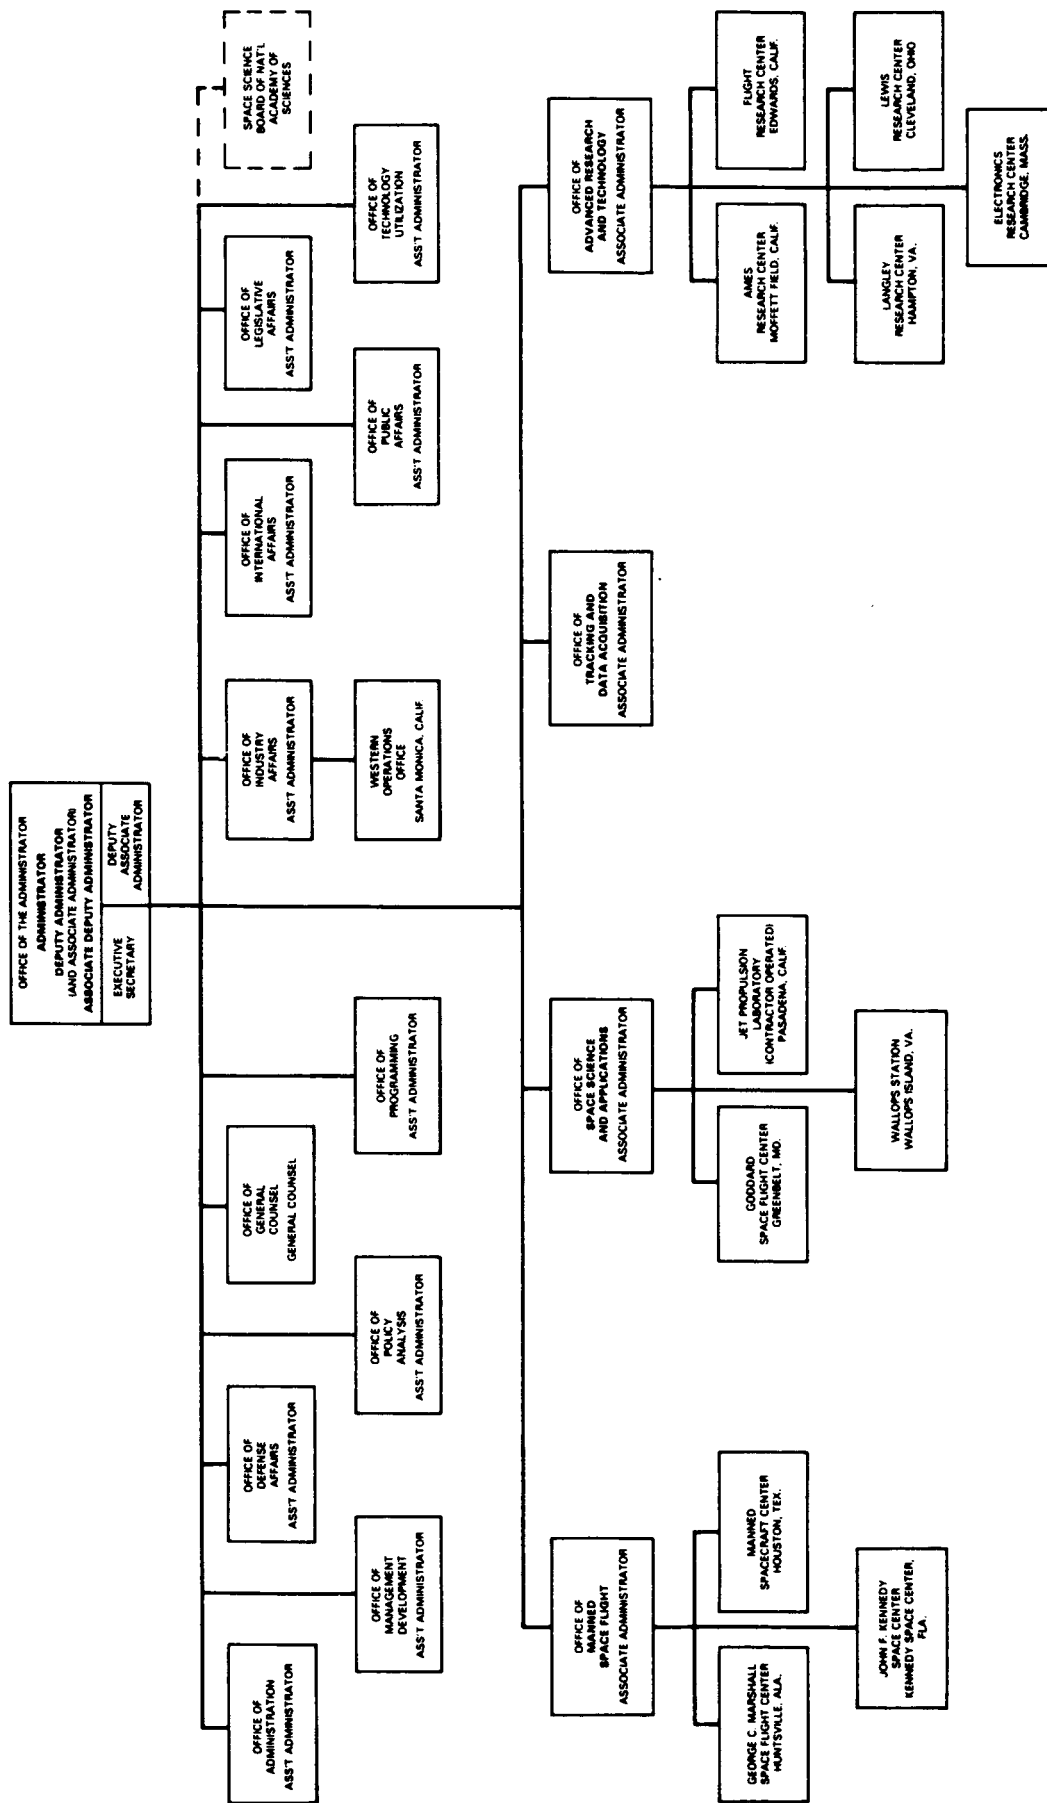 OFFICE OF THE ADMINISTRATOR
ADMINISTRATOR
DEPUTY ADMINISTRATOR
(AND ASSOCIATE ADMINISTRATOR)
ASSOCIATE DEPUTY ADMINISTRATOR
EXECUTIVE
SECRETARY
DEPUTY
ASSOCIATE
ADMINISTRATOR
SPACE SCIENCE
BOARD OF NAT'L
ACADEMY OF
SCIENCES
OFFICE OF
ADMINISTRATION
ASS'T ADMINISTRATOR
OFFICE OF
DEFENSE
AFFAIRS
ASS'T ADMINISTRATOR
OFFICE OF
GENERAL
COUNSEL
GENERAL COUNSEL
OFFICE OF
INDUSTRY
AFFAIRS
ASS'T ADMINISTRATOR
OFFICE OF
INTERNATIONAL
AFFAIRS
ASS'T ADMINISTRATOR
OFFICE OF
LEGISLATIVE
AFFAIRS
ASS'T ADMINISTRATOR
OFFICE OF
MANAGEMENT
DEVELOPMENT
ASS'T ADMINISTRATOR
OFFICE OF
POLICY
ANALYSIS
ASS'T ADMINISTRATOR
OFFICE OF
PROGRAMMING
ASS'T ADMINISTRATOR
WESTERN
OPERATIONS
OFFICE
SANTA MONICA, CALIF.
OFFICE OF
PUBLIC
AFFAIRS
ASS'T ADMINISTRATOR
OFFICE OF
TECHNOLOGY
UTILIZATION
ASS'T ADMINISTRATOR
OFFICE OF
MANNED
SPACE FLIGHT
ASSOCIATE ADMINISTRATOR
OFFICE OF
SPACE SCIENCE
AND APPLICATIONS
ASSOCIATE ADMINISTRATOR
OFFICE OF
TRACKING AND
DATA ACQUISITION
ASSOCIATE ADMINISTRATOR
OFFICE OF
ADVANCED RESEARCH
AND TECHNOLOGY
ASSOCIATE ADMINISTRATOR
GEORGE C. MARSHALL
SPACE FLIGHT CENTER
HUNTSVILLE, ALA.
MANNED
SPACECRAFT CENTER
HOUSTON, TEX.
GODDARD
SPACE FLIGHT CENTER
GREENBELT, MD.
JET PROPULSION
LABORATORY
(CONTRACTOR OPERATED)
PASADENA, CALIF.
AMES
RESEARCH CENTER
MOFFETT FIELD, CALIF.
FLIGHT
RESEARCH CENTER
EDWARDS, CALIF.
JOHN F. KENNEDY
SPACE CENTER
KENNEDY SPACE CENTER,
FLA.
WALLOPS STATION
WALLOPS ISLAND, VA.
LANGLEY
RESEARCH CENTER
HAMPTON, VA.
LEWIS
RESEARCH CENTER
CLEVELAND, OHIO
ELECTRONICS
RESEARCH CENTER
CAMBRIDGE, MASS.